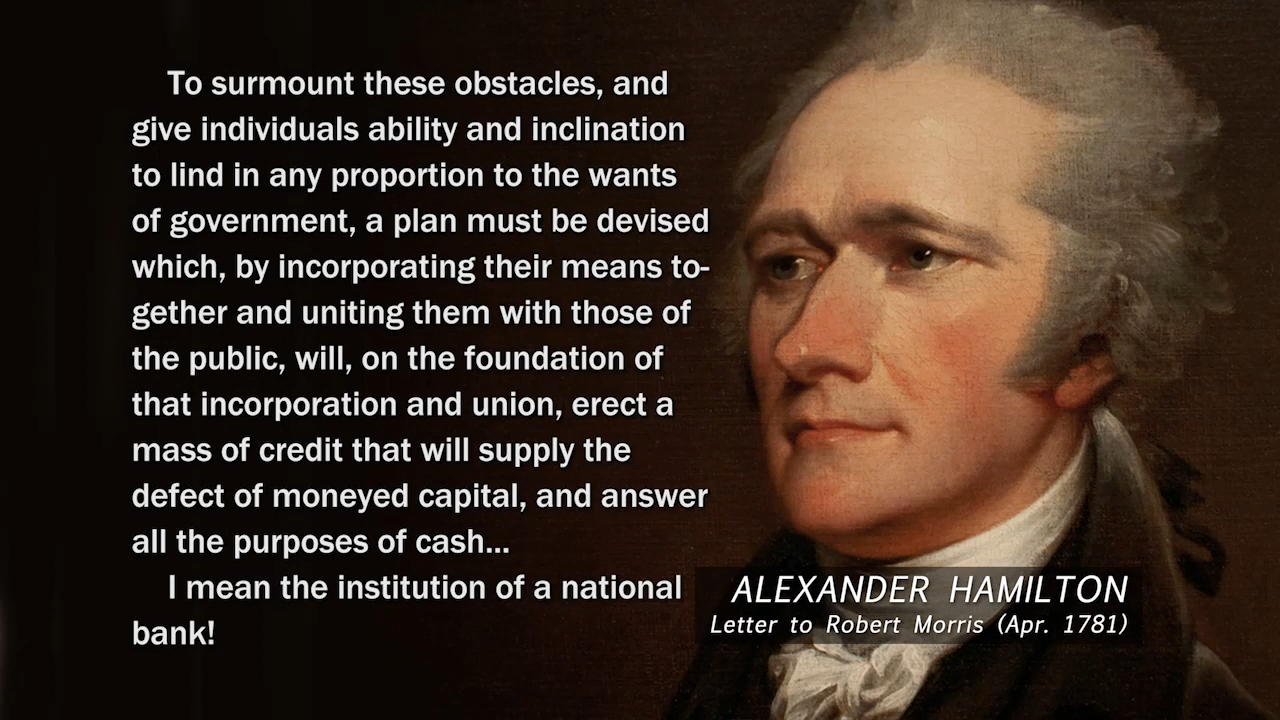 To surmount these obstacles, and
give individuals ability and inclination
to lind in any proportion to the wants
of government, a plan must be devised
which, by incorporating their means to-
gether and uniting them with those of
the public, will, on the foundation of
that incorporation and union, erect a
mass of credit that will supply the
defect of moneyed capital, and answer
all the purposes of cash...
I mean the institution of a national
bank!
ALEXANDER HAMILTON
Letter to Robert Morris (Apr. 1781)